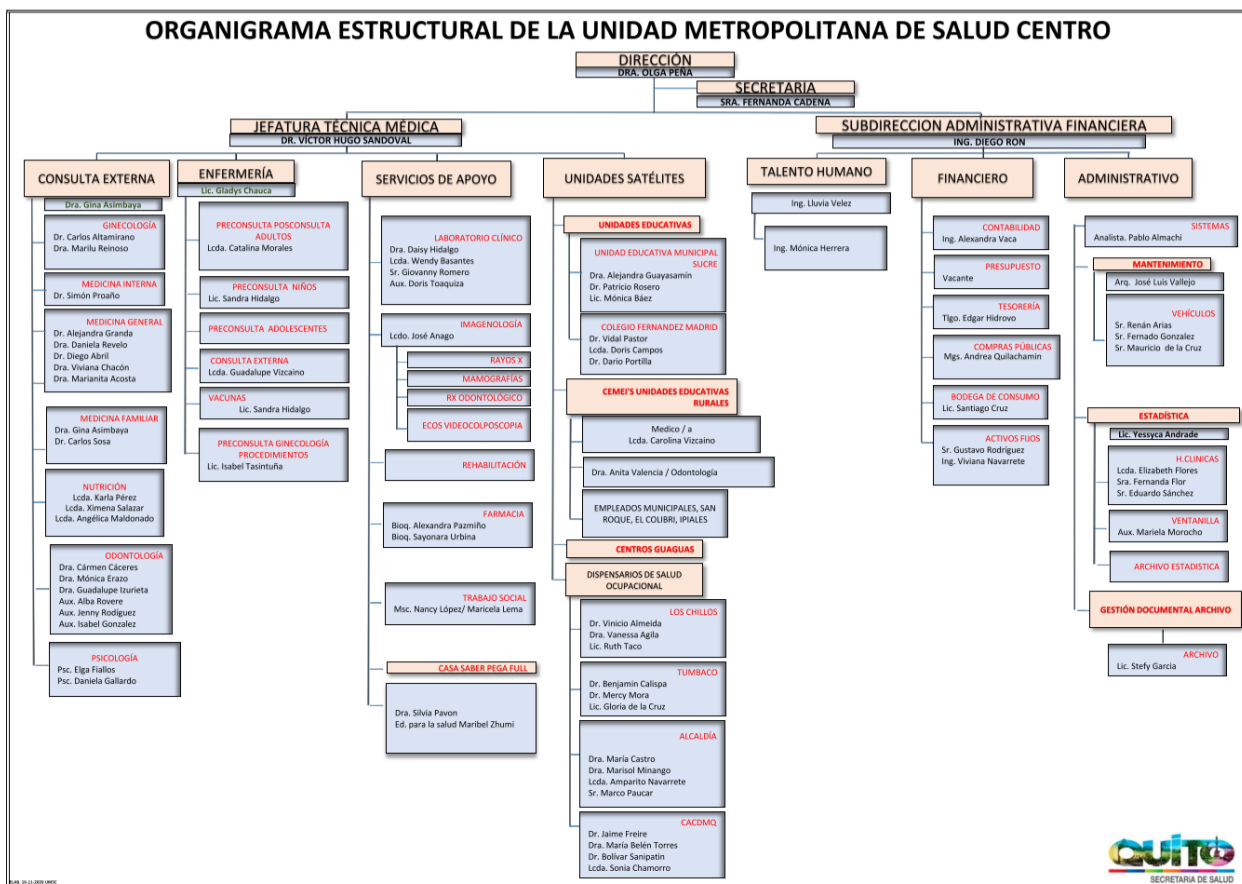 ORGANIGRAMA ESTRUCTURAL DE LA UNIDAD METROPOLITANA DE SALUD CENTRO
DIRECCIÓN
DRA. OLGA PEÑA
SECRETARIA
SRA. FERNANDA CADENA
JEFATURA TÉCNICA MÉDICA
DR. VÍCTOR HUGO SANDOVAL
SUBDIRECCION ADMINISTRATIVA FINANCIERA
ING. DIEGO RON
CONSULTA EXTERNA
Dra. Gina Asimbaya
GINECOLOGÍA
Dr. Carlos Altamirano
Dra. Marilu Reinoso
MEDICINA INTERNA
Dr. Simón Proaño
MEDICINA GENERAL
Dr. Alejandra Granda
Dra. Daniela Revelo
Dr. Diego Abril
Dra. Viviana Chacón
Dra. Marianita Acosta
MEDICINA FAMILIAR
Dra. Gina Asimbaya
Dr. Carlos Sosa
NUTRICIÓN
Lcda. Karla Pérez
Lcda. Ximena Salazar
Lcda. Angélica Maldonado
ODONTOLOGÍA
Dra. Cármen Cáceres
Dra. Mónica Erazo
Dra. Guadalupe Izurieta
Aux. Alba Rovere
Aux. Jenny Rodíguez
Aux. Isabel Gonzalez
PSICOLOGÍA
Psc. Elga Fiallos
Psc. Daniela Gallardo
ENFERMERÍA
Lic. Gladys Chauca
PRECONSULTA POSCONSULTA
ADULTOS
Lcda. Catalina Morales
PRECONSULTA NIÑOS
Lic. Sandra Hidalgo
PRECONSULTA ADOLESCENTES
CONSULTA EXTERNA
Lcda. Guadalupe Vizcaino
VACUNAS
Lic. Sandra Hidalgo
PRECONSULTA GINECOLOGÍA
PROCEDIMIENTOS
Lic. Isabel Tasintuña
SERVICIOS DE APOYO
LABORATORIO CLÍNICO
Dra. Daisy Hidalgo
Lcda. Wendy Basantes
Sr. Giovanny Romero
Aux. Doris Toaquiza
IMAGENOLOGÍA
Lcdo. José Anago
RAYOS X
MAMOGRAFÍAS
RX ODONTOLÓGICO
ECOS VIDEOCOLPOSCOPIA
REHABILITACIÓN
FARMACIA
Bioq. Alexandra Pazmiño
Bioq. Sayonara Urbina
TRABAJO SOCIAL
Msc. Nancy López/ Maricela Lema
CASA SABER PEGA FULL
Dra. Silvia Pavon
Ed. para la salud Maribel Zhumi
UNIDADES SATÉLITES
UNIDADES EDUCATIVAS
UNIDAD EDUCATIVA MUNICIPAL
SUCRE
Dra. Alejandra Guayasamín
Dr. Patricio Rosero
Lic. Mónica Báez
COLEGIO FERNANDEZ MADRID
Dr. Vidal Pastor
Lcda. Doris Campos
Dr. Dario Portilla
CEMEI'S UNIDADES EDUCATIVAS
RURALES
Medico / a
Lcda. Carolina Vizcaino
Dra. Anita Valencia / Odontología
EMPLEADOS MUNICIPALES, SAN
ROQUE, EL COLIBRI, IPIALES
CENTROS GUAGUAS
DISPENSARIOS DE SALUD
OCUPACIONAL
LOS CHILLOS
Dr. Vinicio Almeida
Dra. Vanessa Agila
Lic. Ruth Taco
TUMBACO
Dr. Benjamin Calispa
Dr. Mercy Mora
Lic. Gloria de la Cruz
ALCALDÍA
Dra. María Castro
Dra. Marisol Minango
Lcda. Amparito Navarrete
Sr. Marco Paucar
CACDMQ
Dr. Jaime Freire
Dra. María Belén Torres
Dr. Bolívar Sanipatin
Lcda. Sonia Chamorro
TALENTO HUMANO
Ing. Lluvia Velez
Ing. Mónica Herrera
FINANCIERO
CONTABILIDAD
Ing. Alexandra Vaca
PRESUPUESTO
Vacante
TESORERÍA
Tlgo. Edgar Hidrovo
COMPRAS PÚBLICAS
Mgs. Andrea Quilachamin
BODEGA DE CONSUMO
Lic. Santiago Cruz
ACTIVOS FIJOS
Sr. Gustavo Rodríguez
Ing. Viviana Navarrete
ADMINISTRATIVO
SISTEMAS
Analista. Pablo Almachi
MANTENIMIENTO
Arq. José Luis Vallejo
VEHÍCULOS
Sr. Renán Arias
Sr. Fernado Gonzalez
Sr. Mauricio de la Cruz
ESTADÍSTICA
Lic. Yessyca Andrade
H.CLINICAS
Lcda. Elizabeth Flores
Sra. Fernanda Flor
Sr. Eduardo Sánchez
VENTANILLA
Aux. Mariela Morocho
ARCHIVO ESTADISTICA
GESTIÓN DOCUMENTAL ARCHIVO
ARCHIVO
Lic. Stefy Garcia
QUITO
SECRETARIA DE SALUD
ELAB. 10-11-2020 UMSC